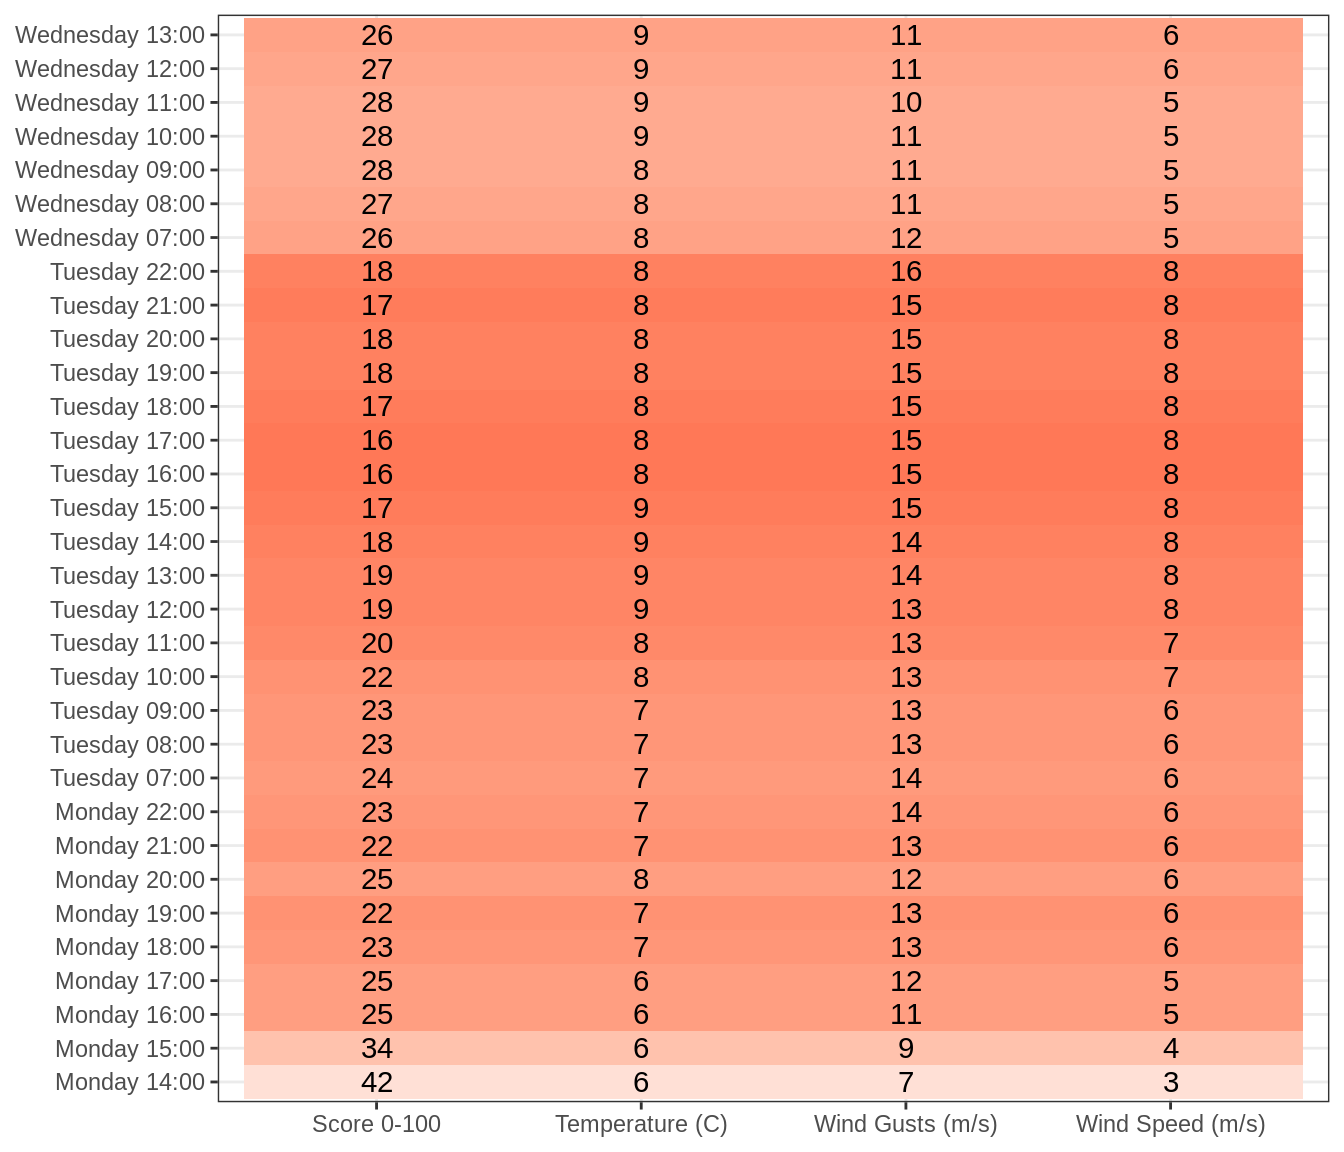 Wednesday 13:00 26 9 11 6
Wednesday 12:00 27 9 11 6
Wednesday 11:00 28 9 10 5
Wednesday 10:00 28 9 11 5
Wednesday 09:00 28 8 11 5
Wednesday 08:00 27 8 11 5
Wednesday 07:00 26 8 12 5
Tuesday 22:00 18 8 16 8
Tuesday 21:00 17 8 15 8
Tuesday 20:00 18 8 15 8
Tuesday 19:00 18 8 15 8
Tuesday 18:00 17 8 15 8
Tuesday 17:00 16 8 15 8
Tuesday 16:00 16 8 15 8
Tuesday 15:00 17 9 15 8
Tuesday 14:00 18 9 14 8
Tuesday 13:00 19 9 14 8
Tuesday 12:00 19 9 13 8
Tuesday 11:00 20 8 13 7
Tuesday 10:00 22 8 13 7
Tuesday 09:00 23 7 13 6
Tuesday 08:00 23 7 13 6
Tuesday 07:00 24 7 14 6
Monday 22:00 23 7 14 6
Monday 21:00 22 7 13 6
Monday 20:00 25 8 12 6
Monday 19:00 22 7 13 6
Monday 18:00 23 7 13 6
Monday 17:00 25 6 12 5
Monday 16:00 25 6 11 5
Monday 15:00 34 6 9 4
Monday 14:00 42 6 7 3
Score 0-100 Temperature (C) Wind Gusts (m/s) Wind Speed (m/s)